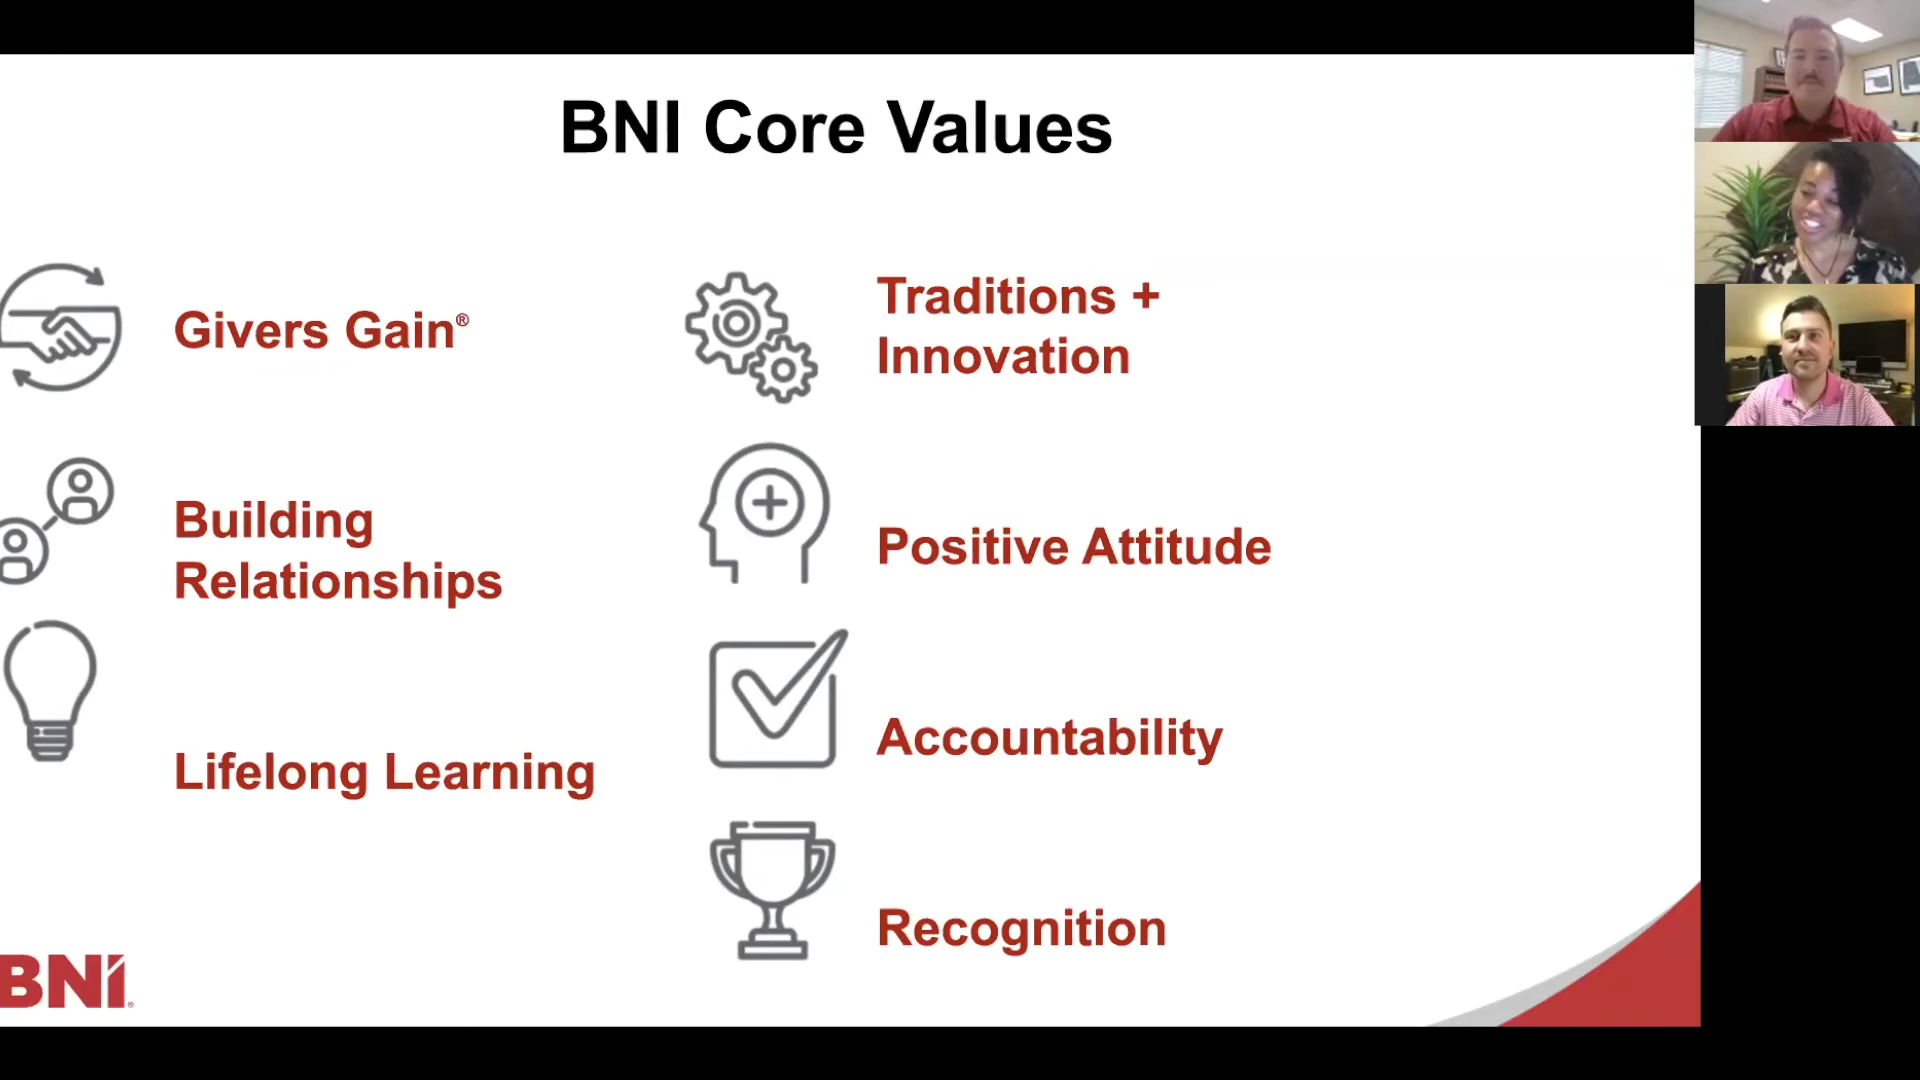 BNI Core Values
Givers Gain®
Building
Relationships
Lifelong Learning
Traditions +
Innovation
Positive Attitude
Accountability
Recognition
BNI®